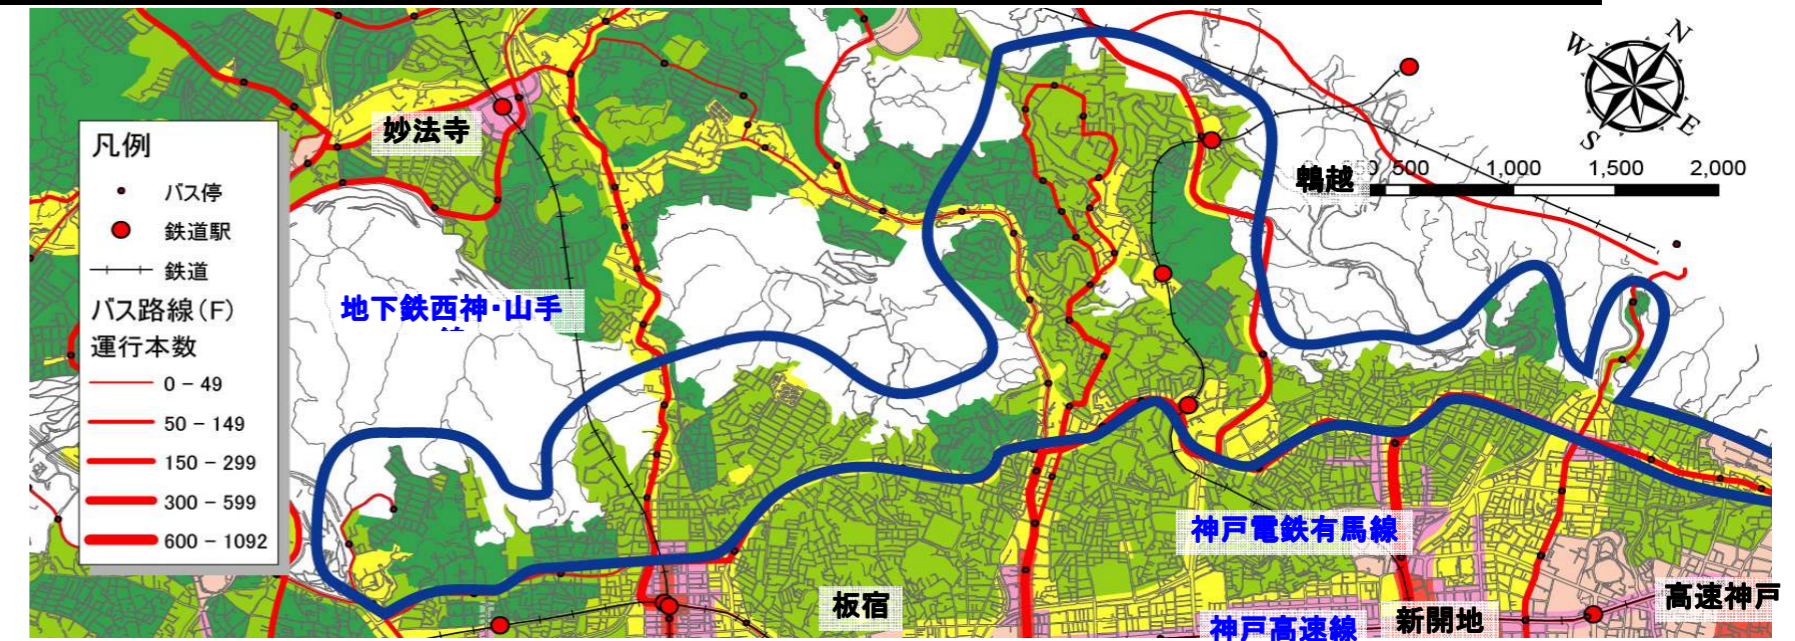 凡例
バス停
鉄道駅
鉄道
バス路線(F)
運行本数
0 - 49
50 - 149
150 - 299
300 - 599
600 - 1092
妙法寺
地下鉄西神・山手
N
W
E
S
鵯越
500
1,000
1,500
2,000
板宿
神戸電鉄有馬線
神戸高速線
新開地
高速神戸